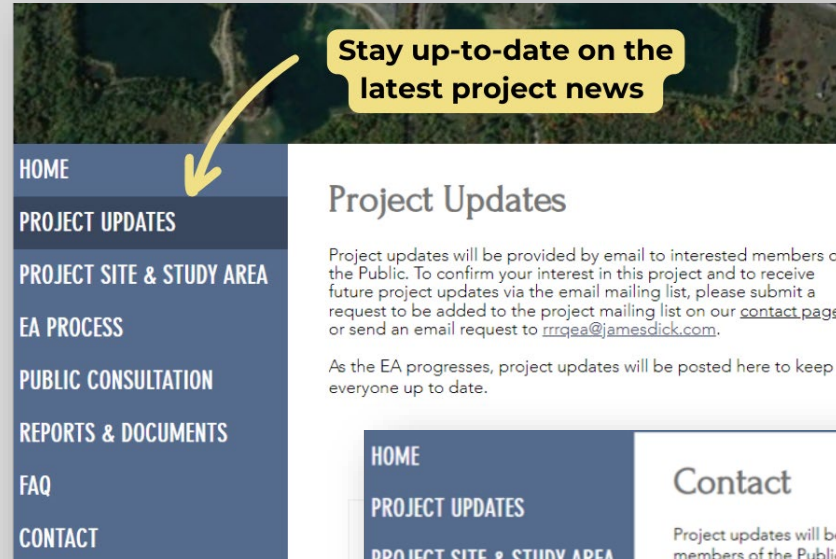 Stay up-to-date on the
latest project news
HOME
PROJECT UPDATES
PROJECT SITE & STUDY AREA
EA PROCESS
PUBLIC CONSULTATION
REPORTS & DOCUMENTS
FAQ
CONTACT
Project Updates
Project updates will be provided by email to interested members
the Public. To confirm your interest in this project and to receive
future project updates via the email mailing list, please submit a
request to be added to the project mailing list on our contact page
or send an email request to rrrqea@jamesdick.com.
As the EA progresses, project updates will be posted here to keep
everyone up to date.
HOME
PROJECT UPDATES
PROJECT SITE & STUDY AREA
Contact
Project updates will be
members of the Public